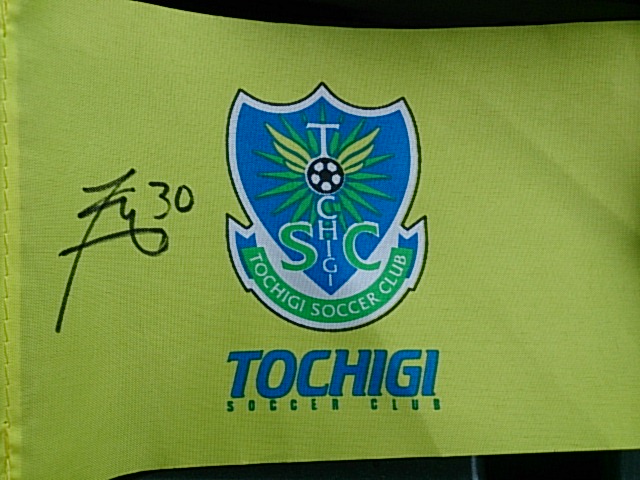 TOCHIGI
SC
TOCHIGI SOCCER CLUB
30
TOCHIGI
SOCCER CLUB